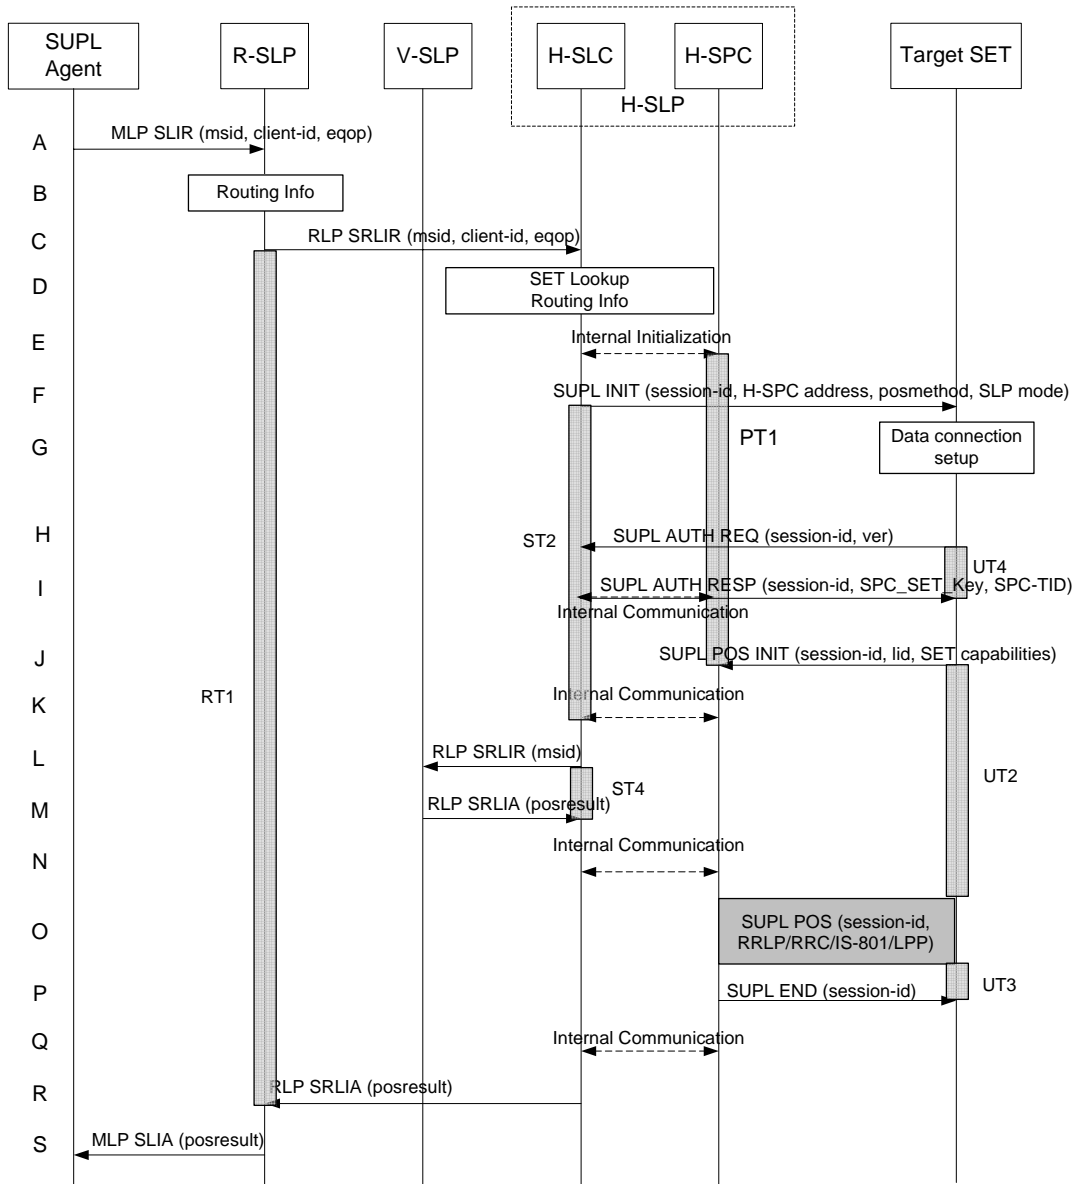 SUPL
Agent
R-SLP
V-SLP
H-SLC
H-SPC
Target SET
H-SLP
A
MLP SLIR (msid, client-id, eqop)
B
Routing Info
C
RLP SRLIR (msid, client-id, eqop)
D
SET Lookup
Routing Info
E
Internal Initialization
F
SUPL INIT (session-id, H-SPC address, posmethod, SLP mode)
G
PT1
Data connection
setup
H
ST2
SUPL AUTH REQ (session-id, ver)
UT4
I
SUPL AUTH RESP (session-id, SPC_SET_Key, SPC-TID)
Internal Communication
J
SUPL POS INIT (session-id, lid, SET capabilities)
RT1
K
Internal Communication
L
RLP SRLIR (msid)
ST4
UT2
M
RLP SRLIA (posresult)
N
Internal Communication
O
SUPL POS (session-id,
RRLP/RRC/IS-801/LPP)
P
SUPL END (session-id)
UT3
Q
Internal Communication
R
RLP SRLIA (posresult)
S
MLP SLIA (posresult)